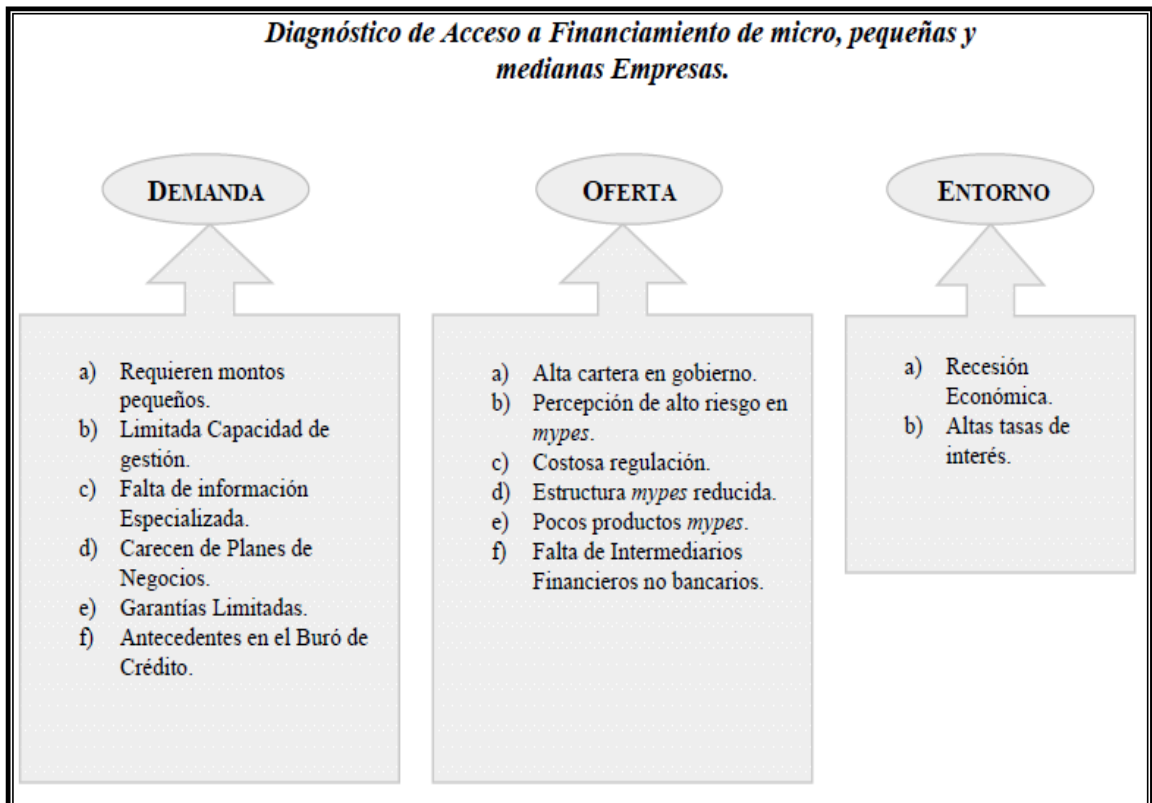 Diagnóstico de Acceso a Financiamiento de micro, pequeñas y
medianas Empresas.
DEMANDA
a) Requieren montos
pequeños.
b) Limitada Capacidad de
gestión.
c) Falta de información
Especializada.
d) Carecen de Planes de
Negocios.
e) Garantías Limitadas.
f) Antecedentes en el Buró de
Crédito.
OFERTA
a) Alta cartera en gobierno.
b) Percepción de alto riesgo en
mypes.
c) Costosa regulación.
d) Estructura mypes reducida.
e) Pocos productos mypes.
f) Falta de Intermediarios
Financieros no bancarios.
ENTORNO
a) Recesión
Económica.
b) Altas tasas de
interés.